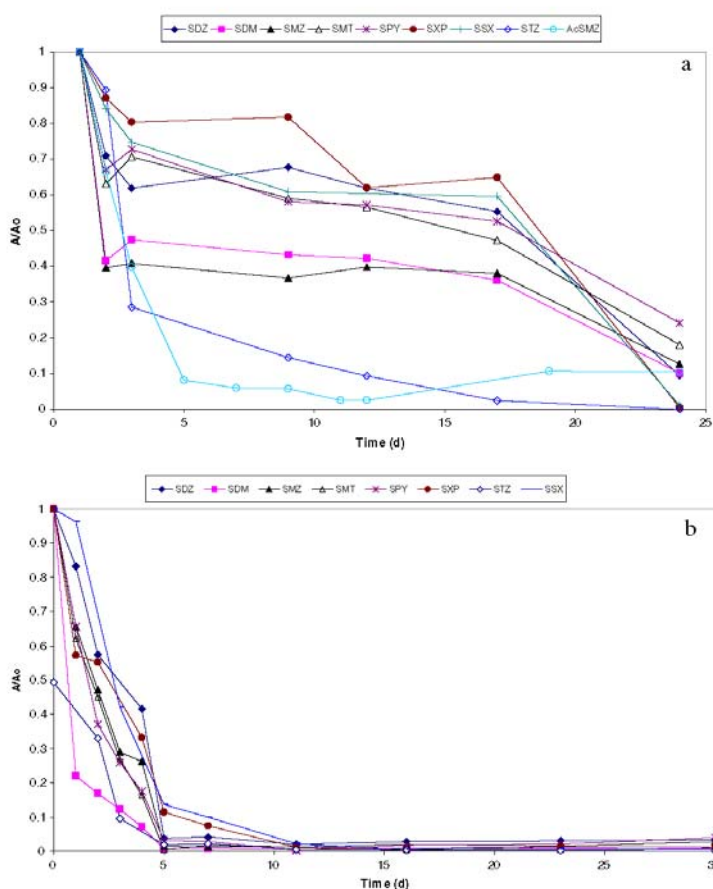 SDZ SDM SMZ SMT SPY SXP SSX STZ AcSMZ
a
1
0.9
0.8
0.7
0.6
0.5
0.4
0.3
0.2
0.1
0
A/Ao
0 5 10 15 20 25
Time (d)
SDZ SDM SMZ SMT SPY SXP STZ SSX
b
1
0.9
0.8
0.7
0.6
0.5
0.4
0.3
0.2
0.1
0
A/Ao
0 5 10 15 20 25 30
Time (d)